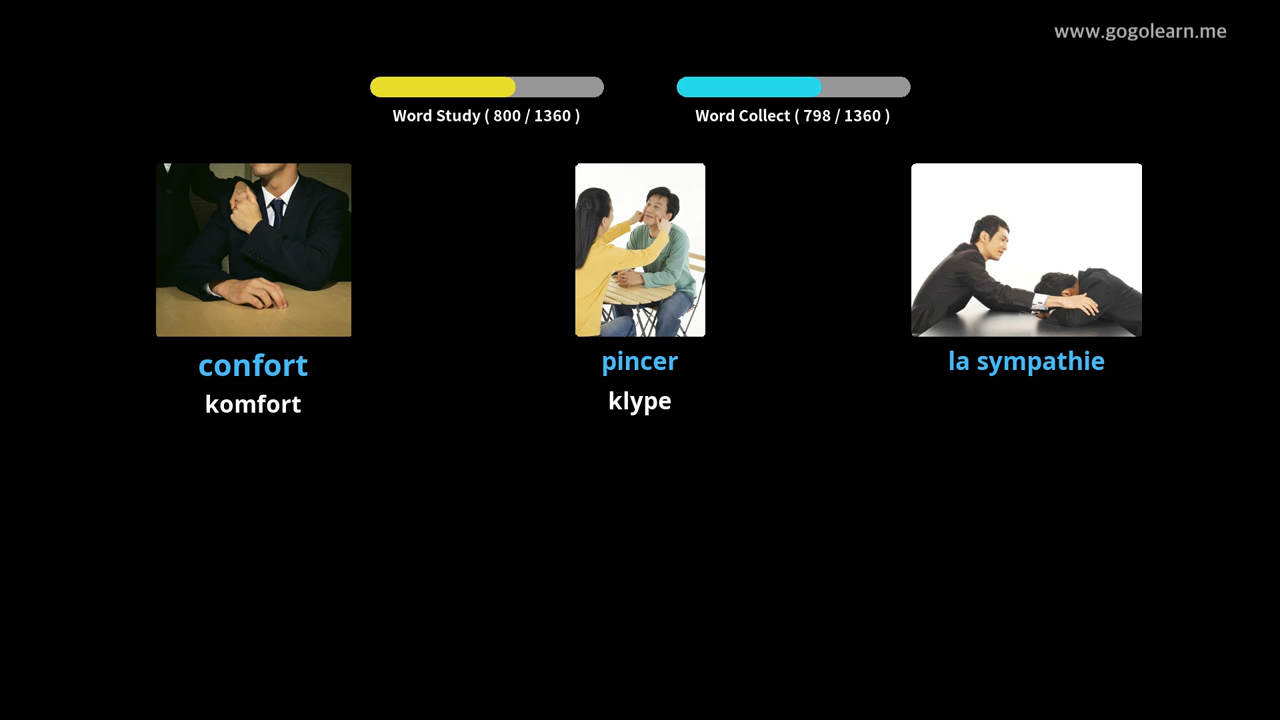 www.gogolearn.me
Word Study ( 800 / 1360 )
Word Collect ( 798 / 1360 )
confort
komfort
pincer
klype
la sympathie